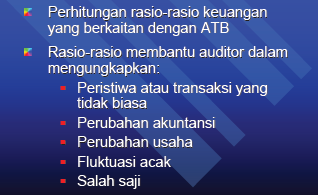 Perhitungan rasio-rasio keuangan
yang berkaitan dengan ATB
Rasio-rasio membantu auditor dalam
mengungkapkan:
Peristiwa atau transaksi yang
tidak biasa
Perubahan akuntansi
Perubahan usaha
Fluktuasi acak
Salah saji